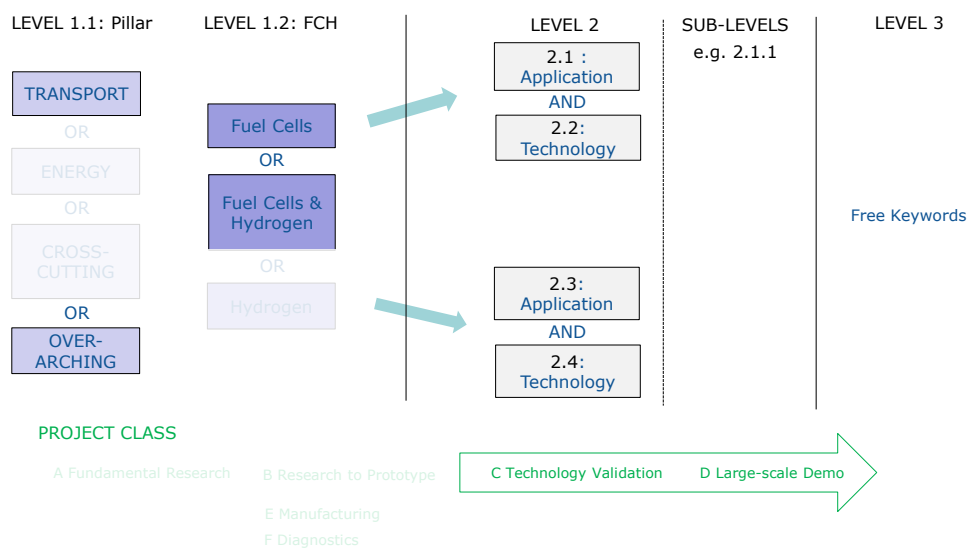 LEVEL 1.1: Pillar
LEVEL 1.2: FCH
LEVEL 2
SUB-LEVELS
e.g. 2.1.1
LEVEL 3
TRANSPORT
OR
ENERGY
OR
CROSS-
CUTTING
OR
OVER-
ARCHING
Fuel Cells
OR
Fuel Cells &
Hydrogen
OR
Hydrogen
2.1 :
Application
AND
2.2:
Technology
2.3:
Application
AND
2.4:
Technology
Free Keywords
PROJECT CLASS
A Fundamental Research
B Research to Prototype
C Technology Validation
D Large-scale Demo
E Manufacturing
F Diagnostics